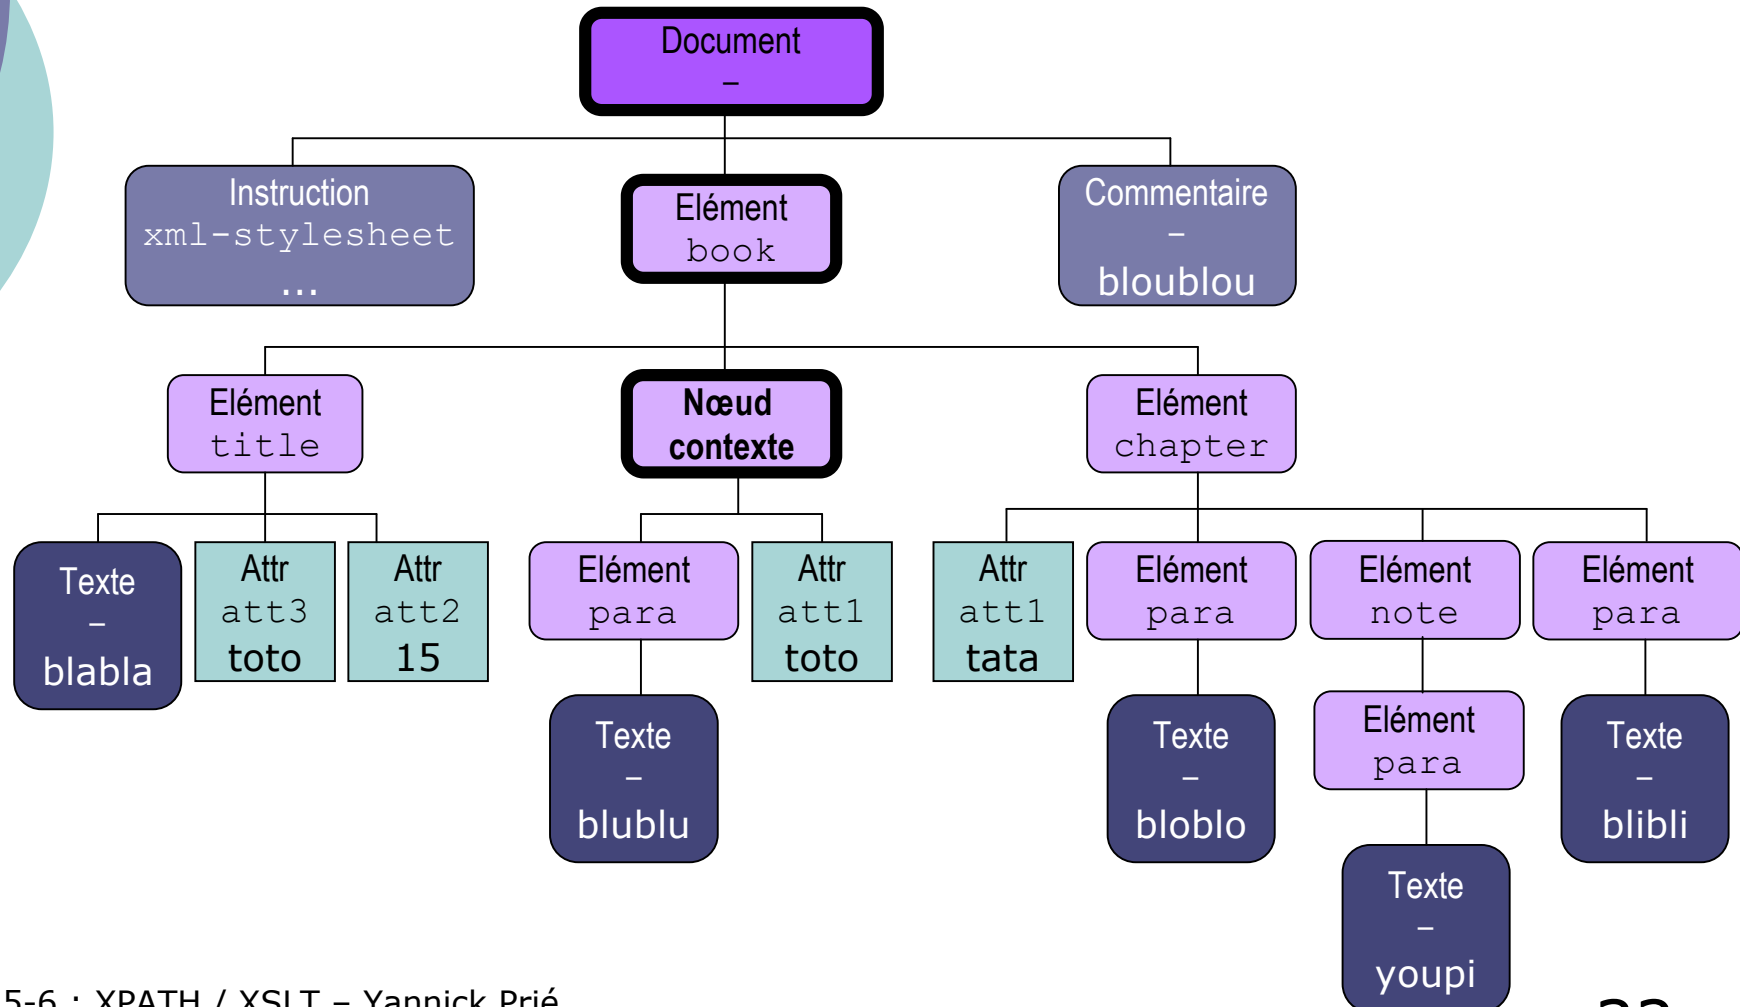 Document
–
Instruction
xml-stylesheet
...
Elément
book
Commentaire
–
bloublou
Elément
title
Nœud
contexte
Elément
chapter
Texte
–
blabla
Attr
att3
toto
Attr
att2
15
Elément
para
Attr
att1
toto
Attr
att1
tata
Elément
para
Elément
note
Elément
para
Texte
–
blublu
Texte
–
bloblo
Elément
para
Texte
–
blibli
Texte
–
youpi
5-6 : XPATH / XSLT – Yannick Prié